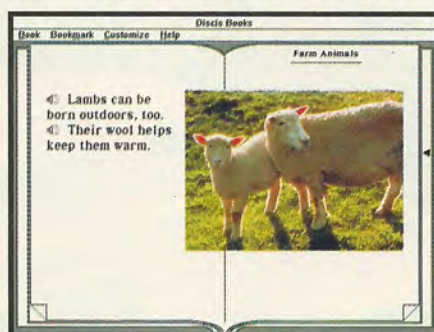 Discis Books
Book Bookmark Customize Help
Farm Animals
Lambs can be
born outdoors, too.
Their wool helps
keep them warm.